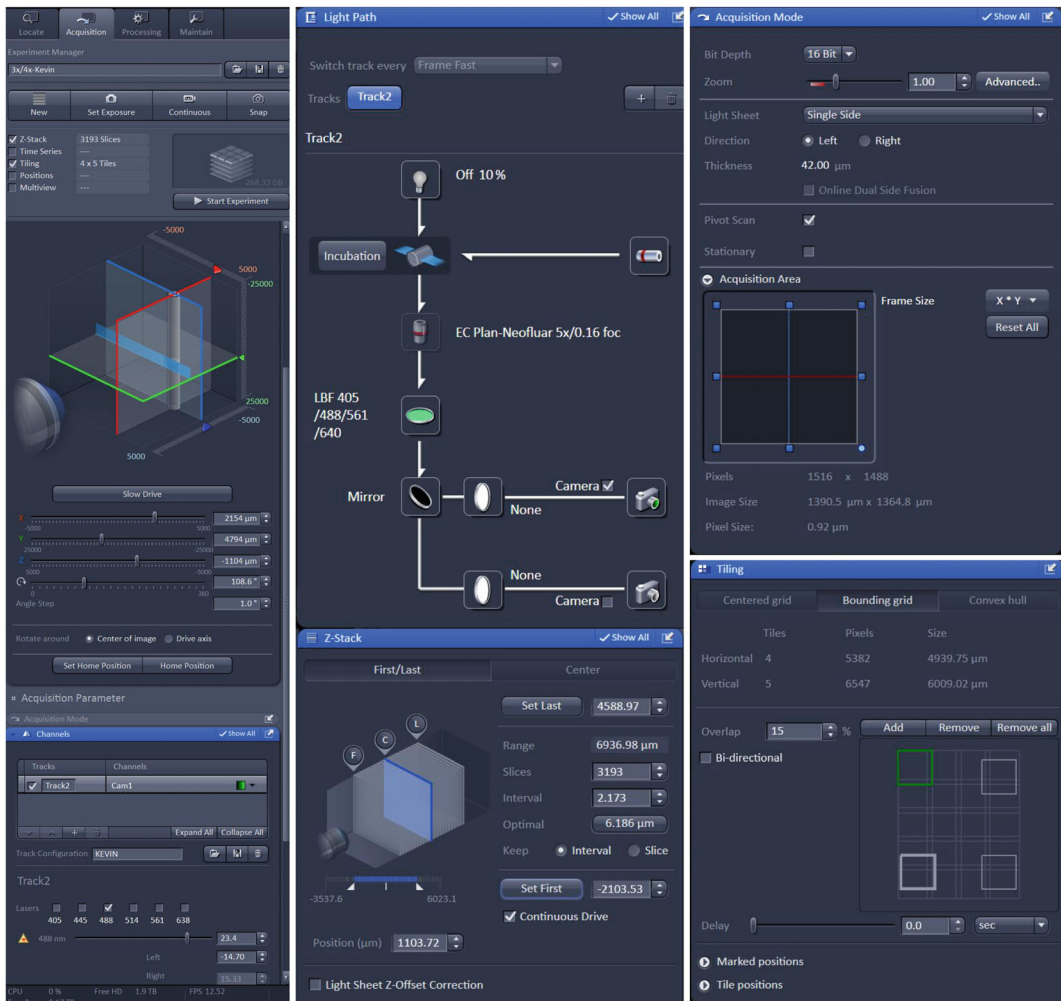 Locate Acquisition Processing Maintain
Experiment Manager
3x/4x-Kevin
New Set Exposure Continuous Snap
Z-Stack 3193 Slices
Time Series ---
Tiling 4 x 5 Tiles
Positions ---
Multiview ---
268.33 GB
Start Experiment
-5000
5000
-25000
25000
-5000
5000
Slow Drive
X 2154 µm
-5000 5000
Y 4794 µm
25000 25000
Z -1104 µm
5000 -5000
108.6 °
0 360
Angle Step 1.0 °
Rotate around Center of image Drive axis
Set Home Position Home Position
Acquisition Parameter
Acquisition Mode
Channels Show All
Tracks Channels
Track2 Cam1
Expand All Collapse All
Track Configuration KEVIN
Track2
Lasers
405 445 488 514 561 638
488 nm 23.4
Left -14.70
Right 15.33
CPU 0 % Free HD 1.9 TB FPS 12.52
Light Path Show All
Switch track every Frame Fast
Tracks Track2
Track2
Off 10 %
Incubation
EC Plan-Neofluar 5x/0.16 foc
LBF 405
/488/561
/640
Camera
Mirror
None
None
Camera
Z-Stack Show All
First/Last Center
Set Last 4588.97
F C L
Range 6936.98 µm
Slices 3193
Interval 2.173
Optimal 6.186 µm
Keep Interval Slice
Set First -2103.53
-3537.6 6023.1
Continuous Drive
Position (µm) 1103.72
Light Sheet Z-Offset Correction
Acquisition Mode Show All
Bit Depth 16 Bit
Zoom 1.00 Advanced..
Light Sheet Single Side
Direction Left Right
Thickness 42.00 µm
Online Dual Side Fusion
Pivot Scan
Stationary
Acquisition Area
Frame Size X * Y
Reset All
Pixels 1516 x 1488
Image Size 1390.5 µm x 1364.8 µm
Pixel Size: 0.92 µm
Tiling
Centered grid Bounding grid Convex hull
Tiles Pixels Size
Horizontal 4 5382 4939.75 µm
Vertical 5 6547 6009.02 µm
Overlap 15 % Add Remove Remove all
Bi-directional
Delay 0.0 sec
Marked positions
Tile positions